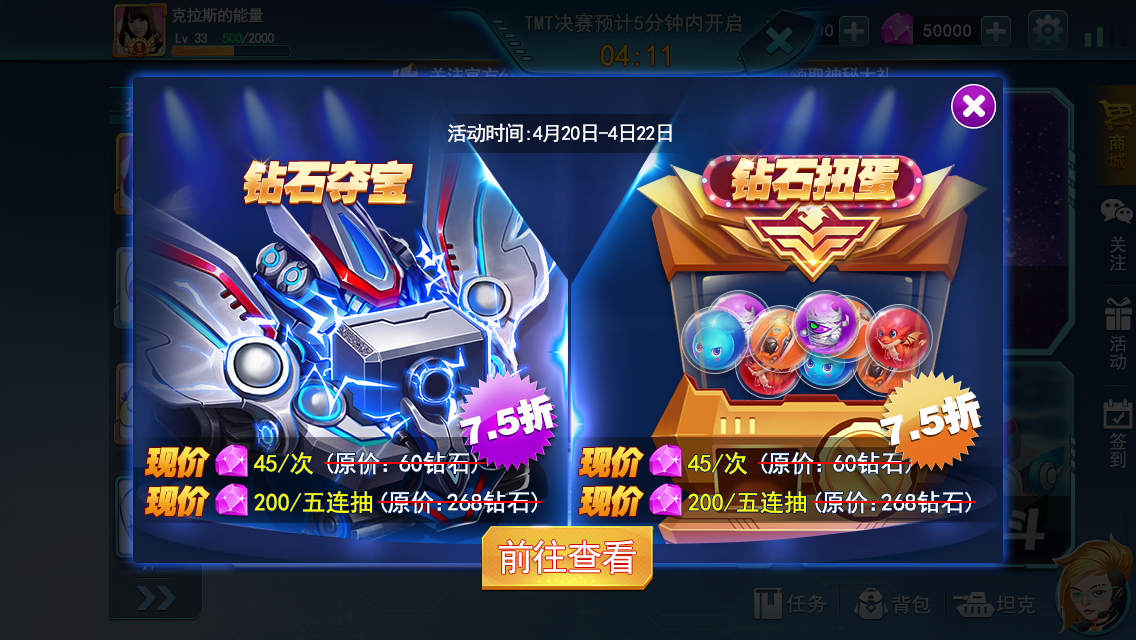 克拉斯的能量
Lv 33 500/2000
TMT决赛预计5分钟内开启
04:11
50000
活动时间:4月20日-4日22日
钻石夺宝
钻石扭蛋
7.5折
7.5折
现价 45/次 (原价: 60钻石)
现价 200/五连抽 (原价:268钻石)
现价 45/次 (原价: 60钻石)
现价 200/五连抽 (原价:268钻石)
前往查看
商城
关注
活动
签到
任务
背包
坦克